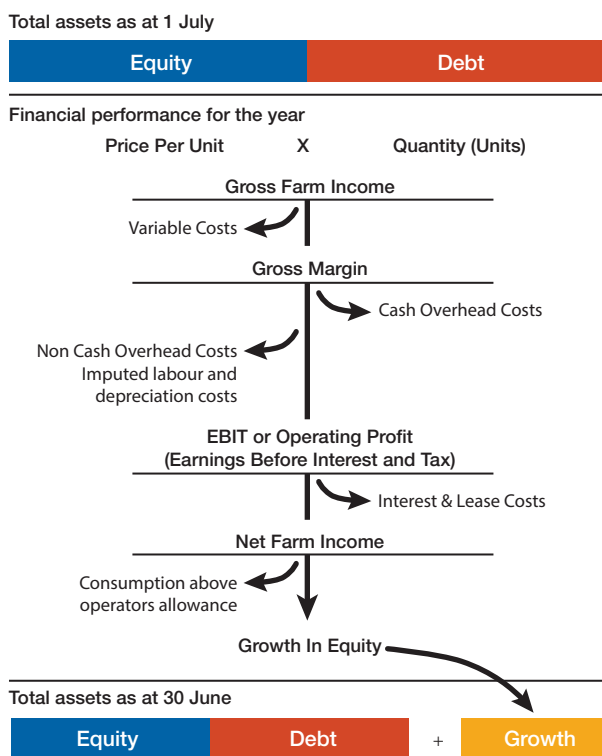 Total assets as at 1 July
Equity Debt
Financial performance for the year
Price Per Unit X Quantity (Units)
Gross Farm Income
Variable Costs
Gross Margin
Cash Overhead Costs
Non Cash Overhead Costs
Imputed labour and
depreciation costs
EBIT or Operating Profit
(Earnings Before Interest and Tax)
Interest & Lease Costs
Net Farm Income
Consumption above
operators allowance
Growth In Equity
Total assets as at 30 June
Equity Debt + Growth